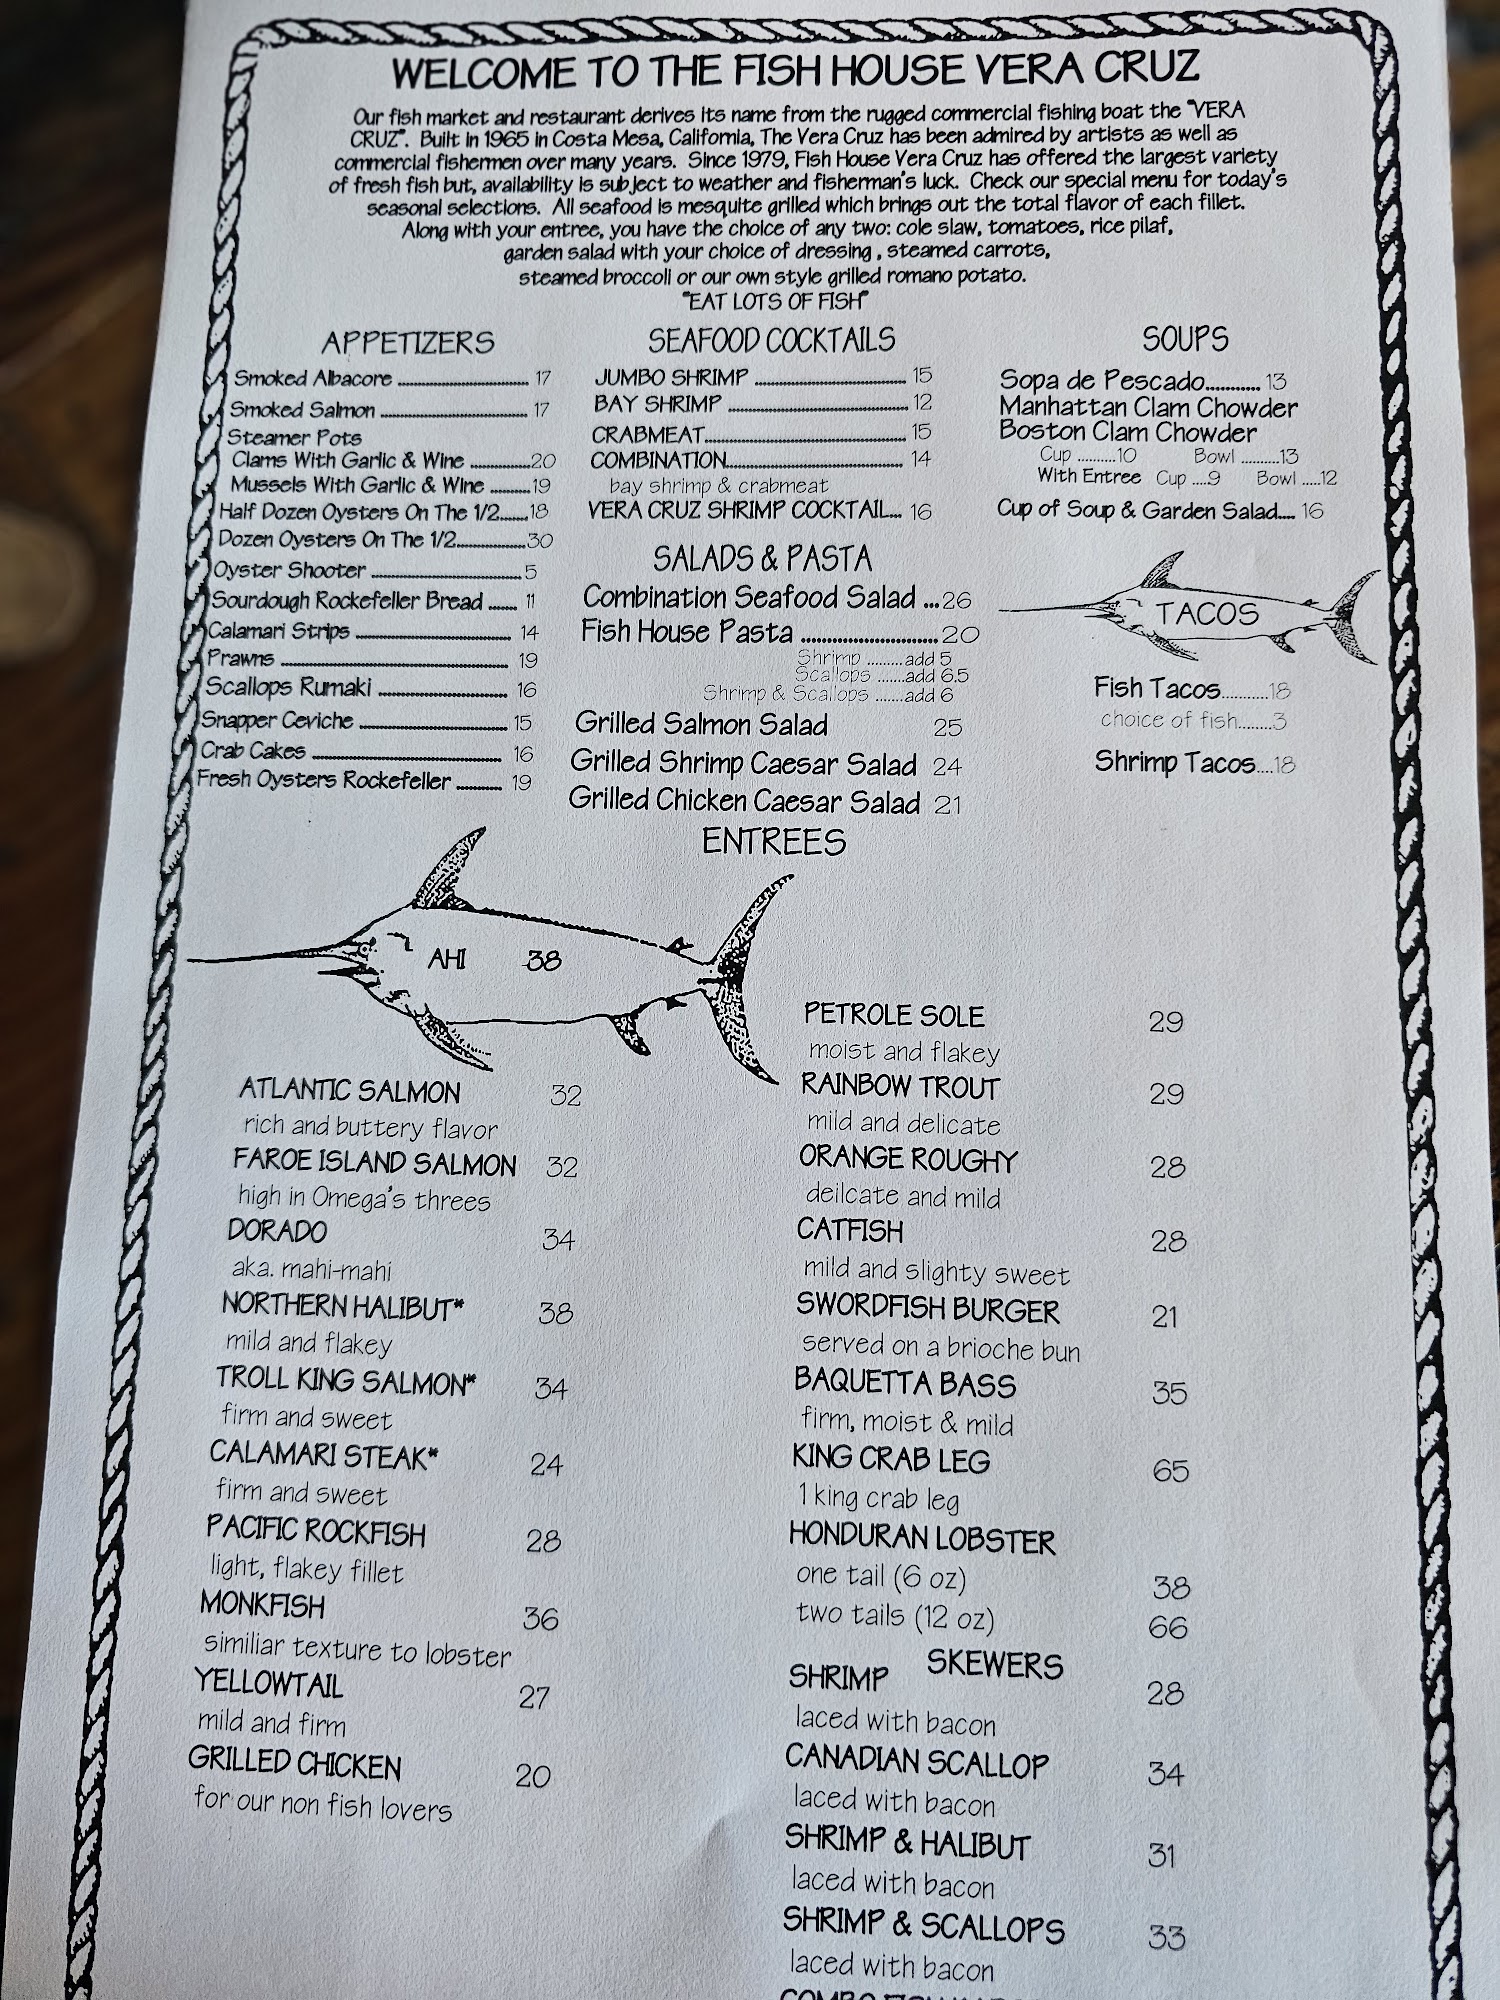 WELCOME TO THE FISH HOUSE VERA CRUZ
Our fish market and restaurant derives its name from the rugged commercial fishing boat the "VERA
CRUZ". Built in 1965 in Costa Mesa, California, The Vera Cruz has been admired by artists as well as
commercial fishermen over many years. Since 1979, Fish House Vera Cruz has offered the largest variety
of fresh fish but, availability is subject to weather and fisherman's luck. Check our special menu for today's
seasonal selections. All seafood is mesquite grilled which brings out the total flavor of each fillet.
Along with your entree, you have the choice of any two: cole slaw, tomatoes, rice pilaf,
garden salad with your choice of dressing , steamed carrots,
steamed broccoli or our own style grilled romano potato.
"EAT LOTS OF FISH"
APPETIZERS
Smoked Albacore ........ 17
Smoked Salmon ........ 17
Steamer Pots
Clams With Garlic & Wine ........20
Mussels With Garlic & Wine ........19
Half Dozen Oysters On The 1/2......18
Dozen Oysters On The 1/2........30
Oyster Shooter ........5
Sourdough Rockefeller Bread ...... 11
Calamari Strips ........ 14
Prawns ........ 19
Scallops Rumaki ........ 16
Snapper Ceviche ........ 15
Crab Cakes ........ 16
Fresh Oysters Rockefeller ........ 19
SEAFOOD COCKTAILS
JUMBO SHRIMP ........ 15
BAY SHRIMP ........ 12
CRABMEAT........ 15
COMBINATION........ 14
bay shrimp & crabmeat
VERA CRUZ SHRIMP COCKTAIL... 16
SALADS & PASTA
Combination Seafood Salad ...26
Fish House Pasta ........20
Shrimp .........add 5
Scallops .......add 6.5
Shrimp & Scallops .......add 6
Grilled Salmon Salad 25
Grilled Shrimp Caesar Salad 24
Grilled Chicken Caesar Salad 21
SOUPS
Sopa de Pescado............ 13
Manhattan Clam Chowder
Boston Clam Chowder
Cup ..........10 Bowl .........13
With Entree Cup ....9 Bowl .....12
Cup of Soup & Garden Salad.... 16
TACOS
Fish Tacos...........18
choice of fish........3
Shrimp Tacos....18
ENTREES
AHI 38
ATLANTIC SALMON 32
rich and buttery flavor
FAROE ISLAND SALMON 32
high in Omega's threes
DORADO 34
aka. mahi-mahi
NORTHERN HALIBUT* 38
mild and flakey
TROLL KING SALMON* 34
firm and sweet
CALAMARI STEAK* 24
firm and sweet
PACIFIC ROCKFISH 28
light, flakey fillet
MONKFISH 36
similiar texture to lobster
YELLOWTAIL 27
mild and firm
GRILLED CHICKEN 20
for our non fish lovers
PETROLE SOLE 29
moist and flakey
RAINBOW TROUT 29
mild and delicate
ORANGE ROUGHY 28
deilcate and mild
CATFISH 28
mild and slighty sweet
SWORDFISH BURGER 21
served on a brioche bun
BAQUETTA BASS 35
firm, moist & mild
KING CRAB LEG 65
1 king crab leg
HONDURAN LOBSTER
one tail (6 oz) 38
two tails (12 oz) 66
SKEWERS
SHRIMP 28
laced with bacon
CANADIAN SCALLOP 34
laced with bacon
SHRIMP & HALIBUT 31
laced with bacon
SHRIMP & SCALLOPS 33
laced with bacon